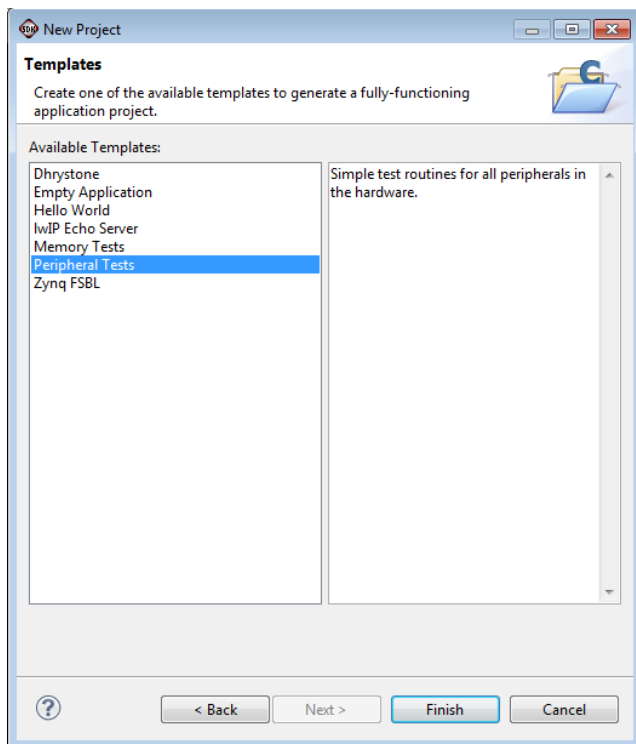 SDK New Project
Templates
Create one of the available templates to generate a fully-functioning
application project.
C
Available Templates:
Dhrystone
Empty Application
Hello World
lwIP Echo Server
Memory Tests
Peripheral Tests
Zynq FSBL
Simple test routines for all peripherals in
the hardware.
?
< Back
Next >
Finish
Cancel